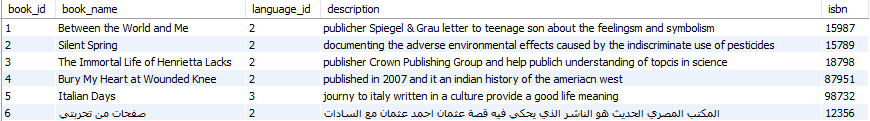 book_id book_name language_id description isbn
1 Between the World and Me 2 publicher Spiegel & Grau letter to teenage son about the feelingsm and symbolism 15987
2 Silent Spring 2 documenting the adverse environmental effects caused by the indiscriminate use of pesticides 15789
3 The Immortal Life of Henrietta Lacks 2 publisher Crown Publishing Group and help publich understanding of topcis in science 18798
4 Bury My Heart at Wounded Knee 2 published in 2007 and it an indian history of the ameriacn west 87951
5 Italian Days 3 journy to italy written in a culture provide a good life meaning 98732
6 صفحات من تجربتي 2 المكتب المصري الحديث هو الناشر الذي يحكي فيه قصة عثمان احمد عثمان مع السادات 12356